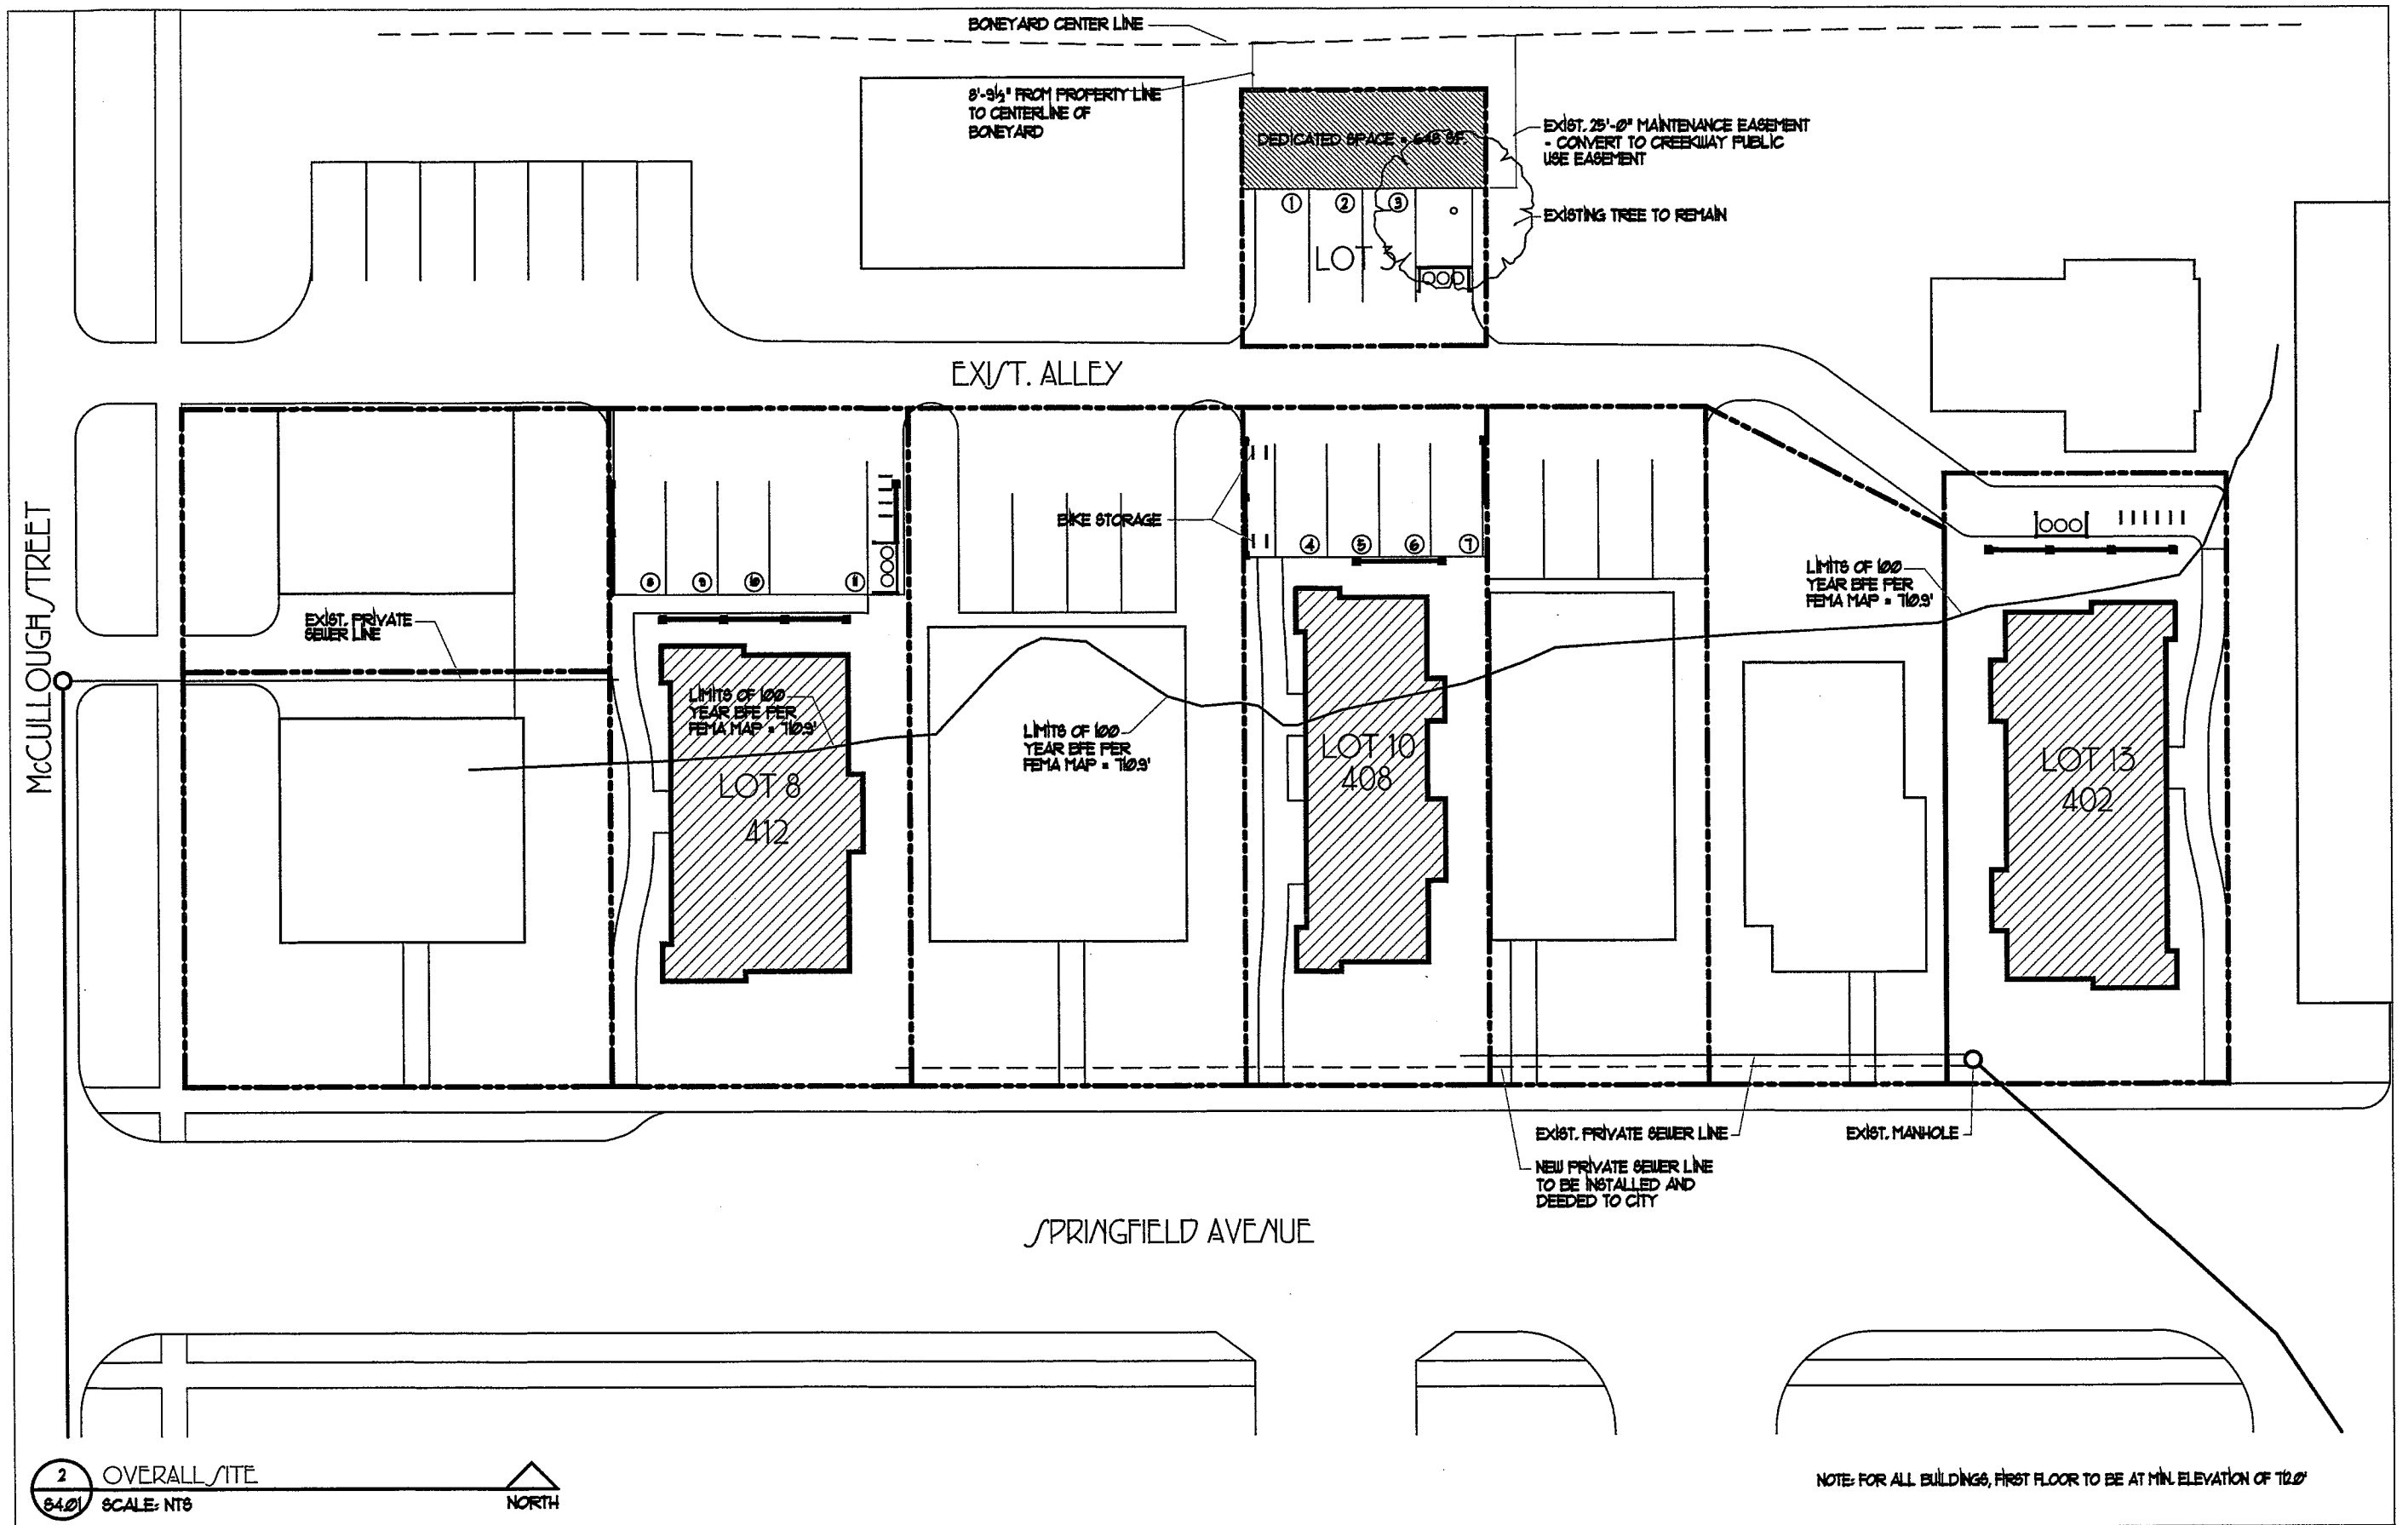 BONEYARD CENTER LINE
8'-9½" FROM PROPERTY LINE
TO CENTERLINE OF
BONEYARD
DEDICATED SPACE = 648 SF.
EXIST. 25'-0" MAINTENANCE EASEMENT
- CONVERT TO CREEKWAY PUBLIC
USE EASEMENT
1 2 3
EXISTING TREE TO REMAIN
LOT 3
EXIST. ALLEY
McCULLOUGH STREET
BIKE STORAGE
4 5 6 7
8 9 10 11
EXIST. PRIVATE
SEWER LINE
LIMITS OF 100
YEAR BFE PER
FEMA MAP = 710.9'
LIMITS OF 100
YEAR BFE PER
FEMA MAP = 710.9'
LIMITS OF 100
YEAR BFE PER
FEMA MAP = 710.9'
LOT 8
412
LOT 10
408
LOT 13
402
EXIST. PRIVATE SEWER LINE
EXIST. MANHOLE
NEW PRIVATE SEWER LINE
TO BE INSTALLED AND
DEEDED TO CITY
SPRINGFIELD AVENUE
2
S4.01
OVERALL SITE
SCALE: NTS
NORTH
NOTE: FOR ALL BUILDINGS, FIRST FLOOR TO BE AT MIN. ELEVATION OF 712.0'